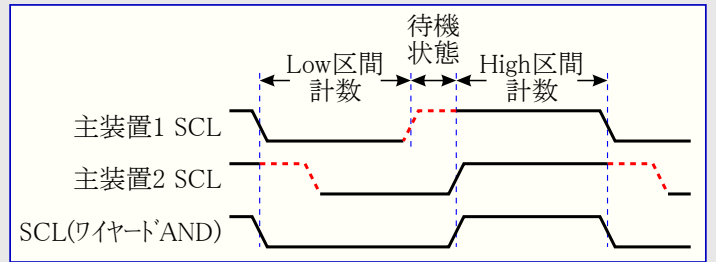 待機
状態
Low区間
計数
High区間
計数
主装置1 SCL
主装置2 SCL
SCL(ワイヤードAND)